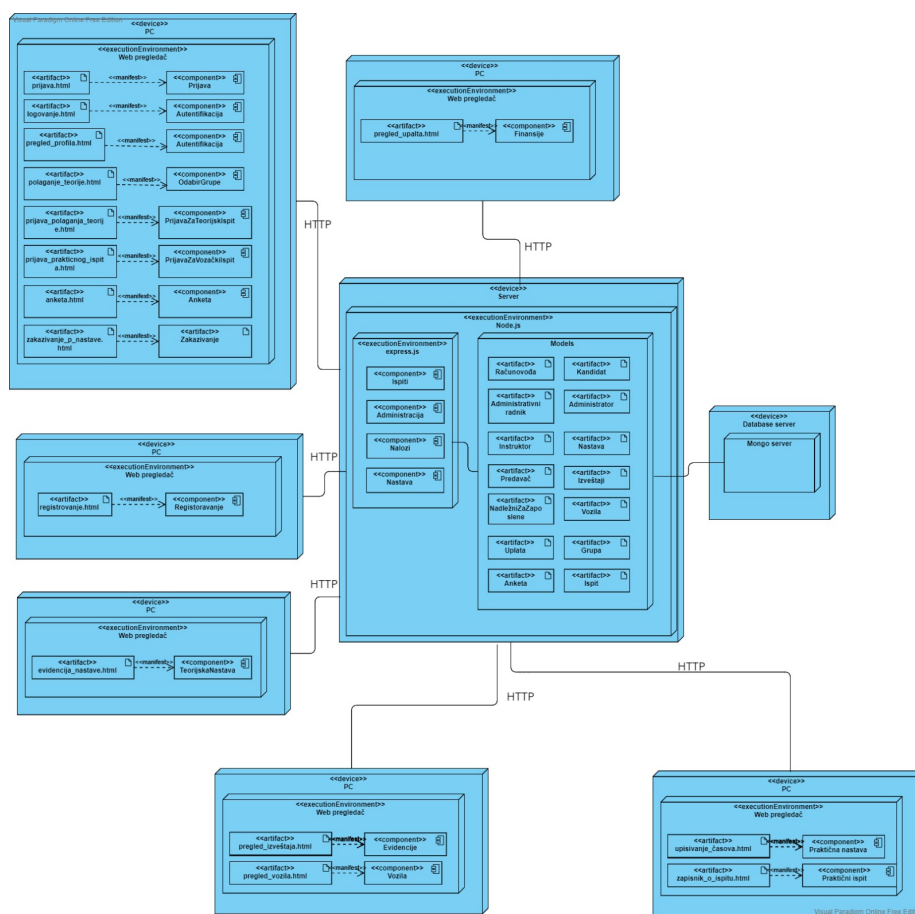 Visual Paradigm Online Free Edition
<<device>>
PC
<<executionEnvironment>>
Web pregledač
<<artifact>>
prijava.html
<<manifest>>
<<component>>
Prijava
<<artifact>>
logovanje.html
<<manifest>>
<<component>>
Autentifikacija
<<artifact>>
pregled_profila.html
<<manifest>>
<<component>>
Autentifikacija
<<artifact>>
polaganje_teorije.html
<<manifest>>
<<component>>
OdabirGrupe
<<artifact>>
prijava_polaganja_teorij
e.html
<<manifest>>
<<component>>
PrijavaZaTeorijskiIspit
<<artifact>>
prijava_prakticnog_ispit
a.html
<<manifest>>
<<component>>
PrijavaZaVozačkiIspit
<<artifact>>
anketa.html
<<manifest>>
<<component>>
Anketa
<<artifact>>
zakazivanje_p_nastave.
html
<<manifest>>
<<artifact>>
Zakazivanje
HTTP
<<device>>
PC
<<executionEnvironment>>
Web pregledač
<<artifact>>
pregled_upalta.html
<<manifest>>
<<component>>
Finansije
HTTP
<<device>>
Server
<<executionEnvironment>>
Node.js
<<executionEnvironment>>
express.js
<<component>>
Ispiti
<<component>>
Administracija
<<component>>
Nalozi
<<component>>
Nastava
Models
<<artifact>>
Računovođa
<<artifact>>
Kandidat
<<artifact>>
Administrativni
radnik
<<artifact>>
Administrator
<<artifact>>
Instruktor
<<artifact>>
Nastava
<<artifact>>
Predavač
<<artifact>>
Izveštaji
<<artifact>>
NadležniZaZapo
slene
<<artifact>>
Vozila
<<artifact>>
Uplata
<<artifact>>
Grupa
<<artifact>>
Anketa
<<artifact>>
Ispit
<<device>>
Database server
Mongo server
<<device>>
PC
<<executionEnvironment>>
Web pregledač
<<artifact>>
registrovanje.html
<<manifest>>
<<component>>
Registoravanje
HTTP
<<device>>
PC
<<executionEnvironment>>
Web pregledač
<<artifact>>
evidencija_nastave.html
<<manifest>>
<<component>>
TeorijskaNastava
HTTP
HTTP
<<device>>
PC
<<executionEnvironment>>
Web pregledač
<<artifact>>
pregled_izveštaja.html
<<manifest>>
<<component>>
Evidencije
<<artifact>>
pregled_vozila.html
<<manifest>>
<<component>>
Vozila
HTTP
<<device>>
PC
<<executionEnvironment>>
Web pregledač
<<artifact>>
upisivanje_časova.html
<<manifest>>
<<component>>
Praktična nastava
<<artifact>>
zapisnik_o_ispitu.html
<<manifest>>
<<component>>
Praktični ispit
Visual Paradigm Online Free Edi